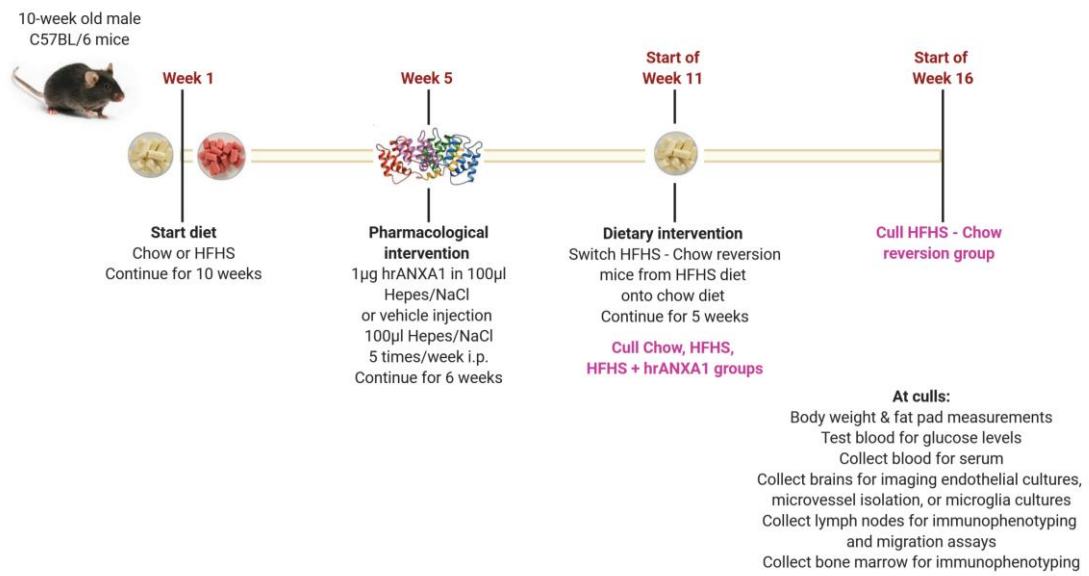 10-week old male
C57BL/6 mice
Week 1
Week 5
Start of
Week 11
Start of
Week 16
Start diet
Chow or HFHS
Continue for 10 weeks
Pharmacological
intervention
1µg hrANXA1 in 100µl
Hepes/NaCl
or vehicle injection
100µl Hepes/NaCl
5 times/week i.p.
Continue for 6 weeks
Dietary intervention
Switch HFHS - Chow reversion
mice from HFHS diet
onto chow diet
Continue for 5 weeks
Cull Chow, HFHS,
HFHS + hrANXA1 groups
Cull HFHS - Chow
reversion group
At culls:
Body weight & fat pad measurements
Test blood for glucose levels
Collect blood for serum
Collect brains for imaging endothelial cultures,
microvessel isolation, or microglia cultures
Collect lymph nodes for immunophenotyping
and migration assays
Collect bone marrow for immunophenotyping